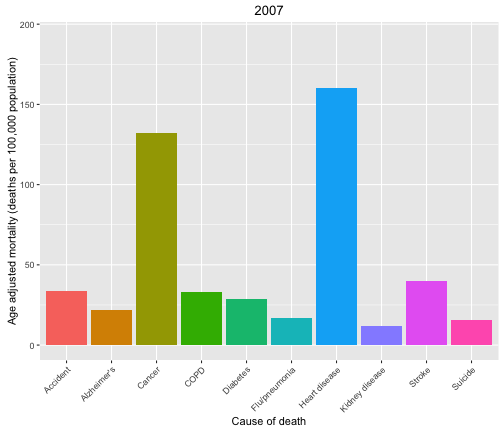 2007
Age adjusted mortality (deaths per 100,000 population)
200
150
100
50
0
Accident
Alzheimer's
Cancer
COPD
Diabetes
Flu/pneumonia
Heart disease
Kidney disease
Stroke
Suicide
Cause of death